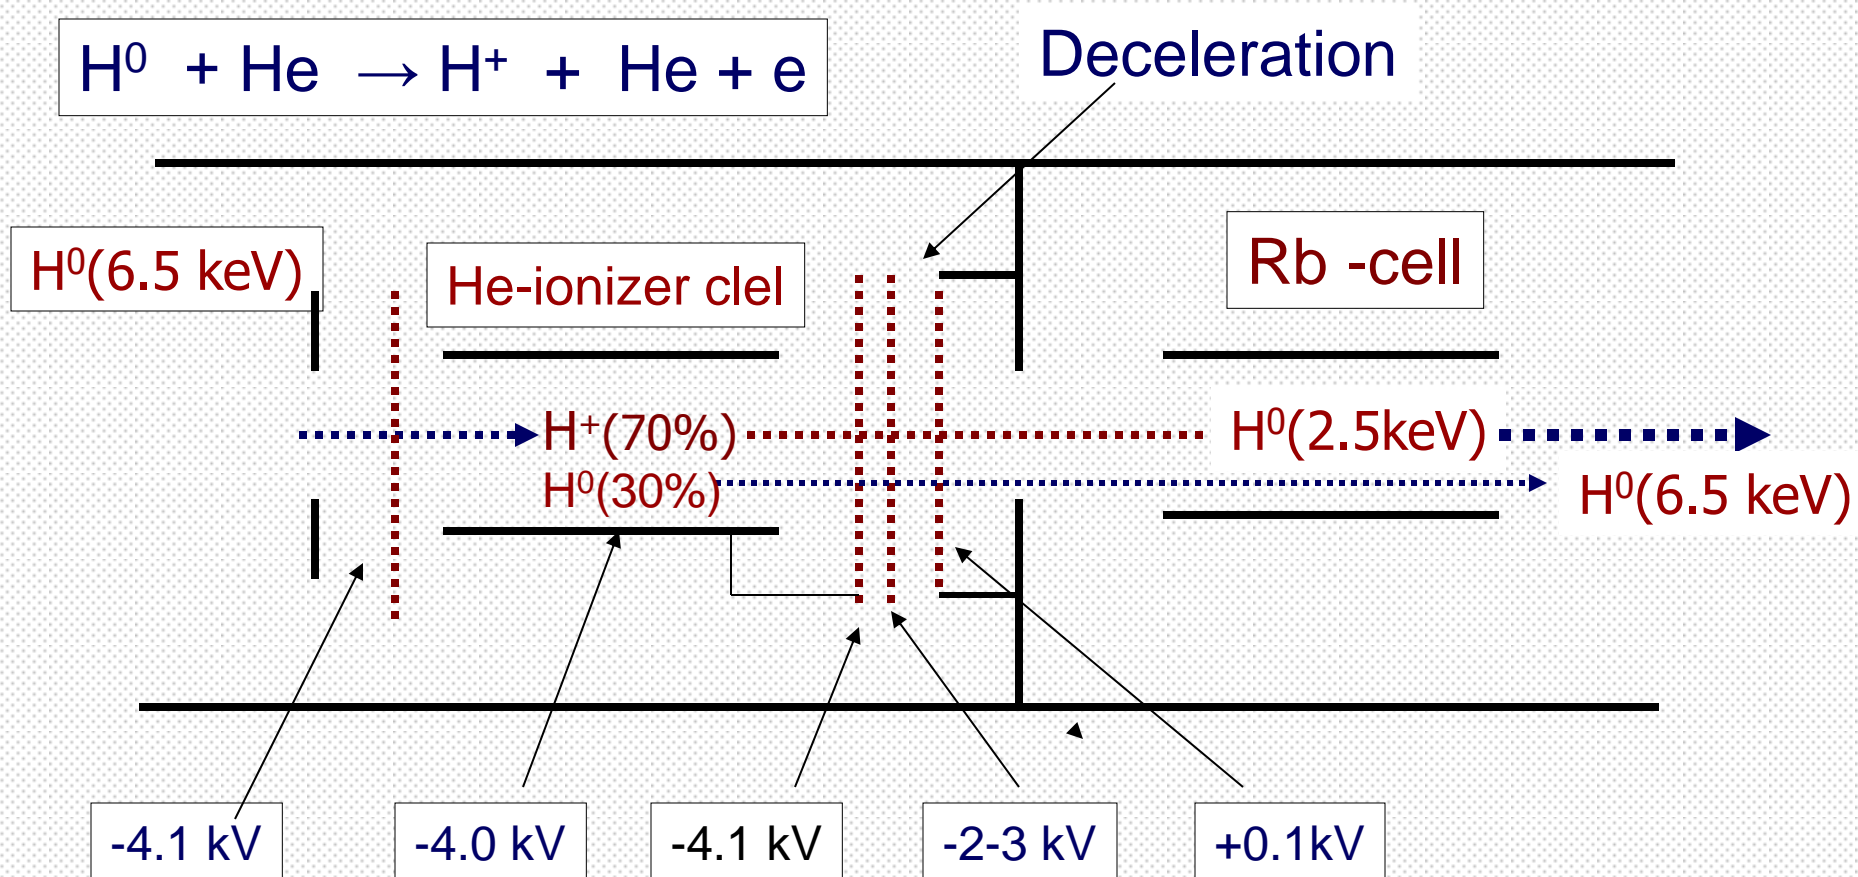 H⁰ + He → H⁺ + He + e
Deceleration
H⁰(6.5 keV)
He-ionizer clel
Rb -cell
H⁺(70%)
H⁰(2.5keV)
H⁰(30%)
H⁰(6.5 keV)
-4.1 kV
-4.0 kV
-4.1 kV
-2-3 kV
+0.1kV